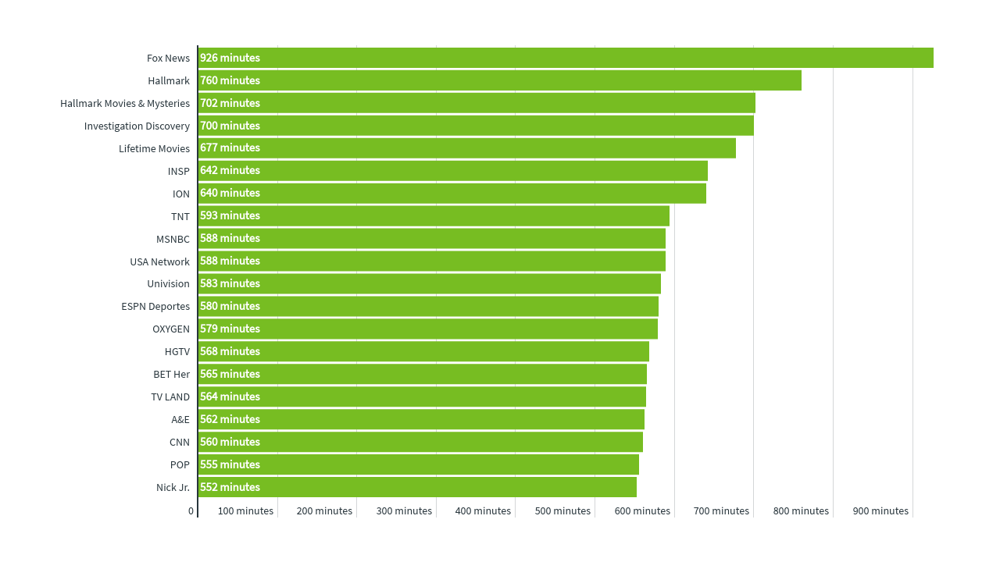 Fox News 926 minutes
Hallmark 760 minutes
Hallmark Movies & Mysteries 702 minutes
Investigation Discovery 700 minutes
Lifetime Movies 677 minutes
INSP 642 minutes
ION 640 minutes
TNT 593 minutes
MSNBC 588 minutes
USA Network 588 minutes
Univision 583 minutes
ESPN Deportes 580 minutes
OXYGEN 579 minutes
HGTV 568 minutes
BET Her 565 minutes
TV LAND 564 minutes
A&E 562 minutes
CNN 560 minutes
POP 555 minutes
Nick Jr. 552 minutes
0 100 minutes 200 minutes 300 minutes 400 minutes 500 minutes 600 minutes 700 minutes 800 minutes 900 minutes